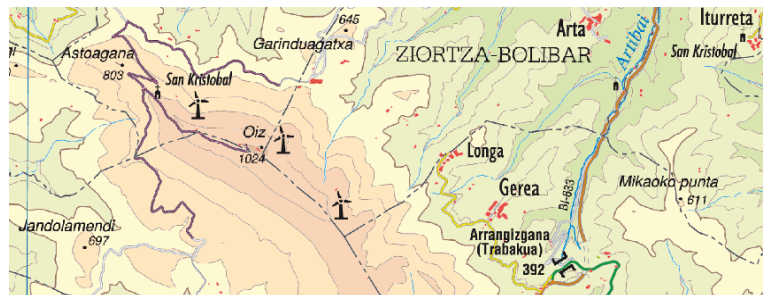 645
Arta
Iturreta
Astoagana
Garinduagatxa
Artibai
San Kristobal
803
San Kristobal
ZIORTZA-BOLIBAR
Oiz
1024
Longa
Gerea
BI-633
Mikaoko punta
611
Jandolamendi
697
Arrangizgana
(Trabakua)
392